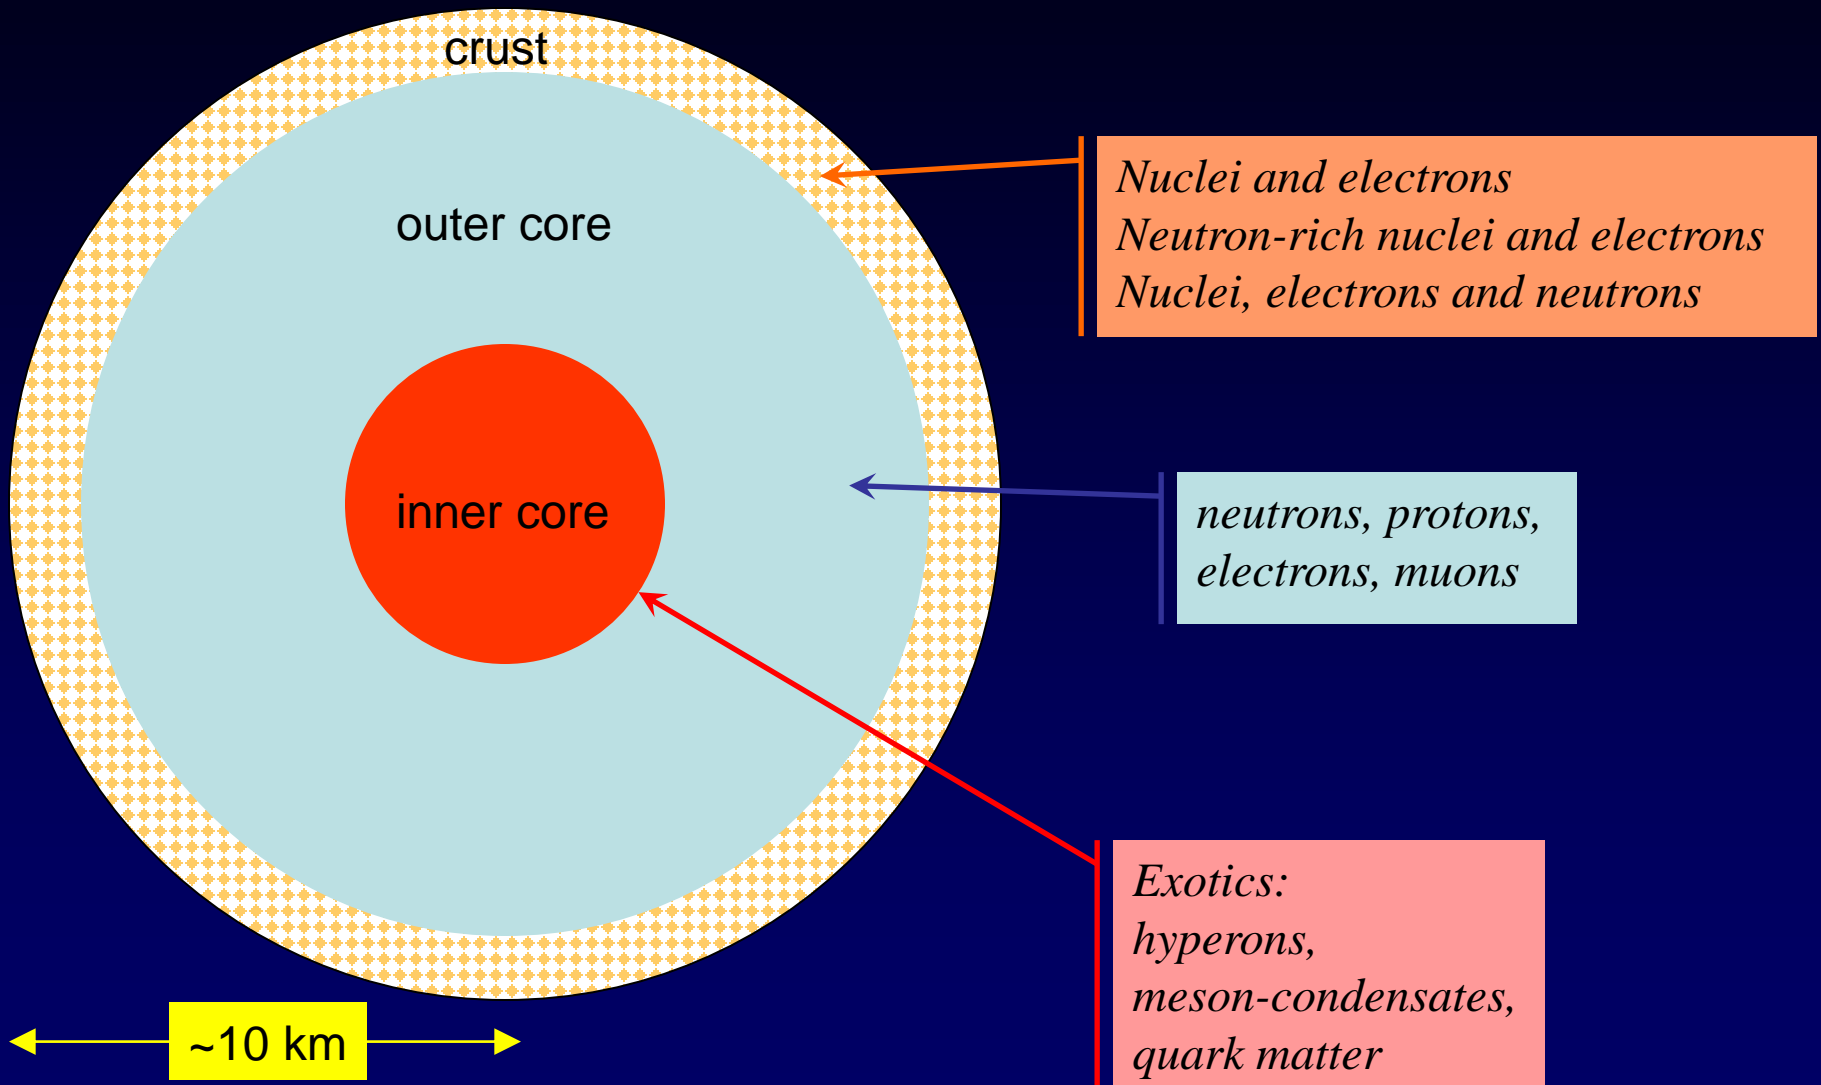 crust
outer core
inner core
Nuclei and electrons
Neutron-rich nuclei and electrons
Nuclei, electrons and neutrons
neutrons, protons,
electrons, muons
Exotics:
hyperons,
meson-condensates,
quark matter
~10 km